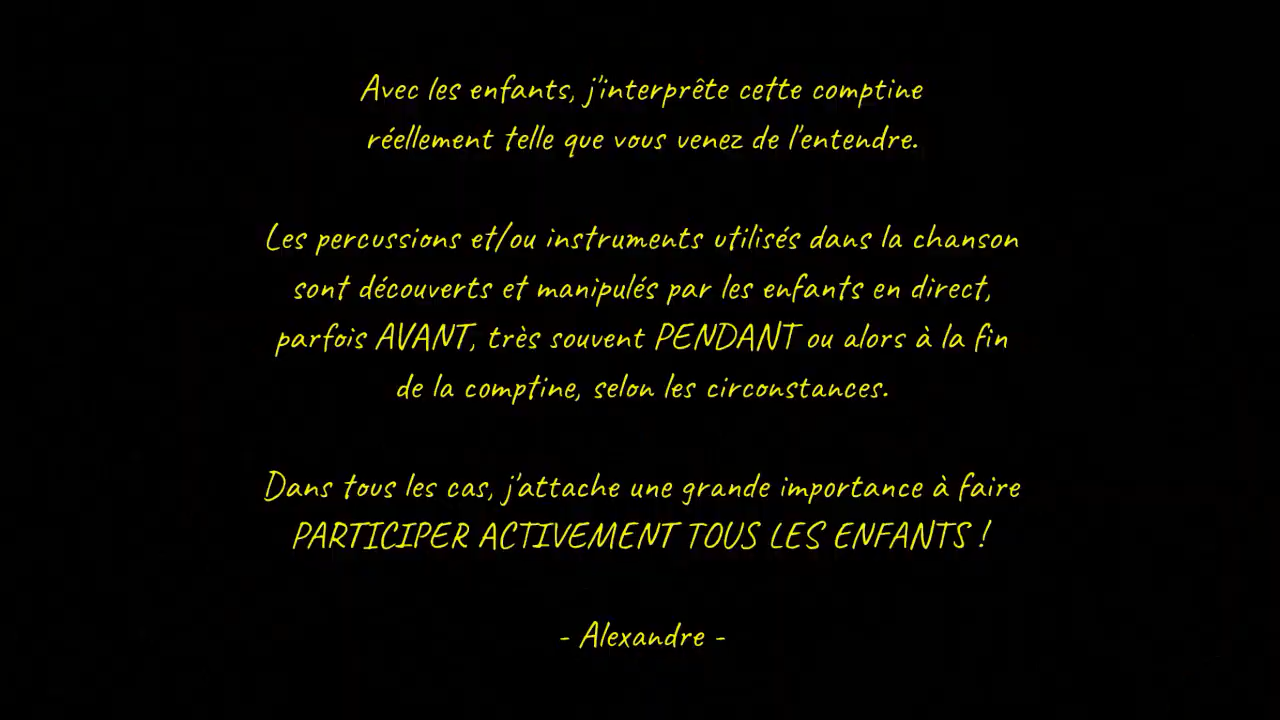 Avec les enfants, j'interprête cette comptine
réellement telle que vous venez de l'entendre.
Les percussions et/ou instruments utilisés dans la chanson
sont découverts et manipulés par les enfants en direct,
parfois AVANT, très souvent PENDANT ou alors à la fin
de la comptine, selon les circonstances.
Dans tous les cas, j'attache une grande importance à faire
PARTICIPER ACTIVEMENT TOUS LES ENFANTS !
- Alexandre -